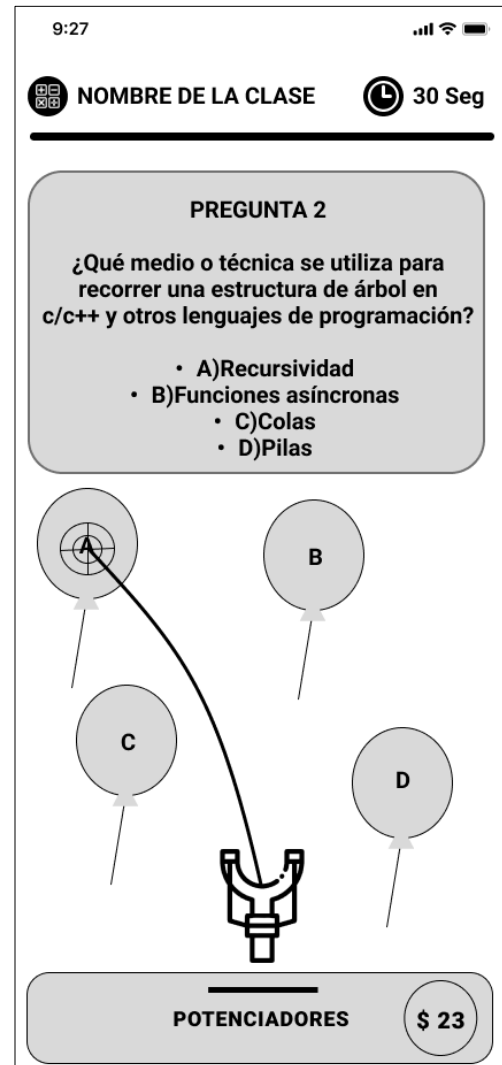 9:27
NOMBRE DE LA CLASE
30 Seg
PREGUNTA 2
¿Qué medio o técnica se utiliza para
recorrer una estructura de árbol en
c/c++ y otros lenguajes de programación?
• A)Recursividad
• B)Funciones asíncronas
• C)Colas
• D)Pilas
A
B
C
D
POTENCIADORES
$ 23